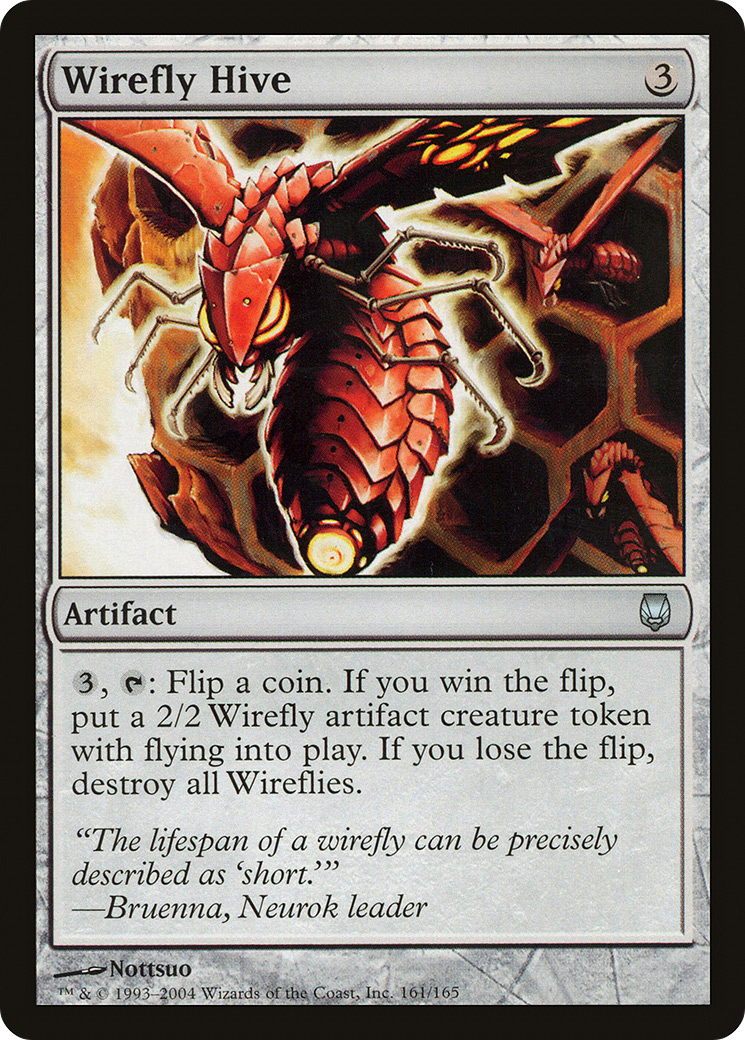 Wirefly Hive 3
Artifact
3, : Flip a coin. If you win the flip,
put a 2/2 Wirefly artifact creature token
with flying into play. If you lose the flip,
destroy all Wireflies.
“The lifespan of a wirefly can be precisely
described as ‘short.’”
—Bruenna, Neurok leader
Nottsuo
™ & © 1993–2004 Wizards of the Coast, Inc. 161/165